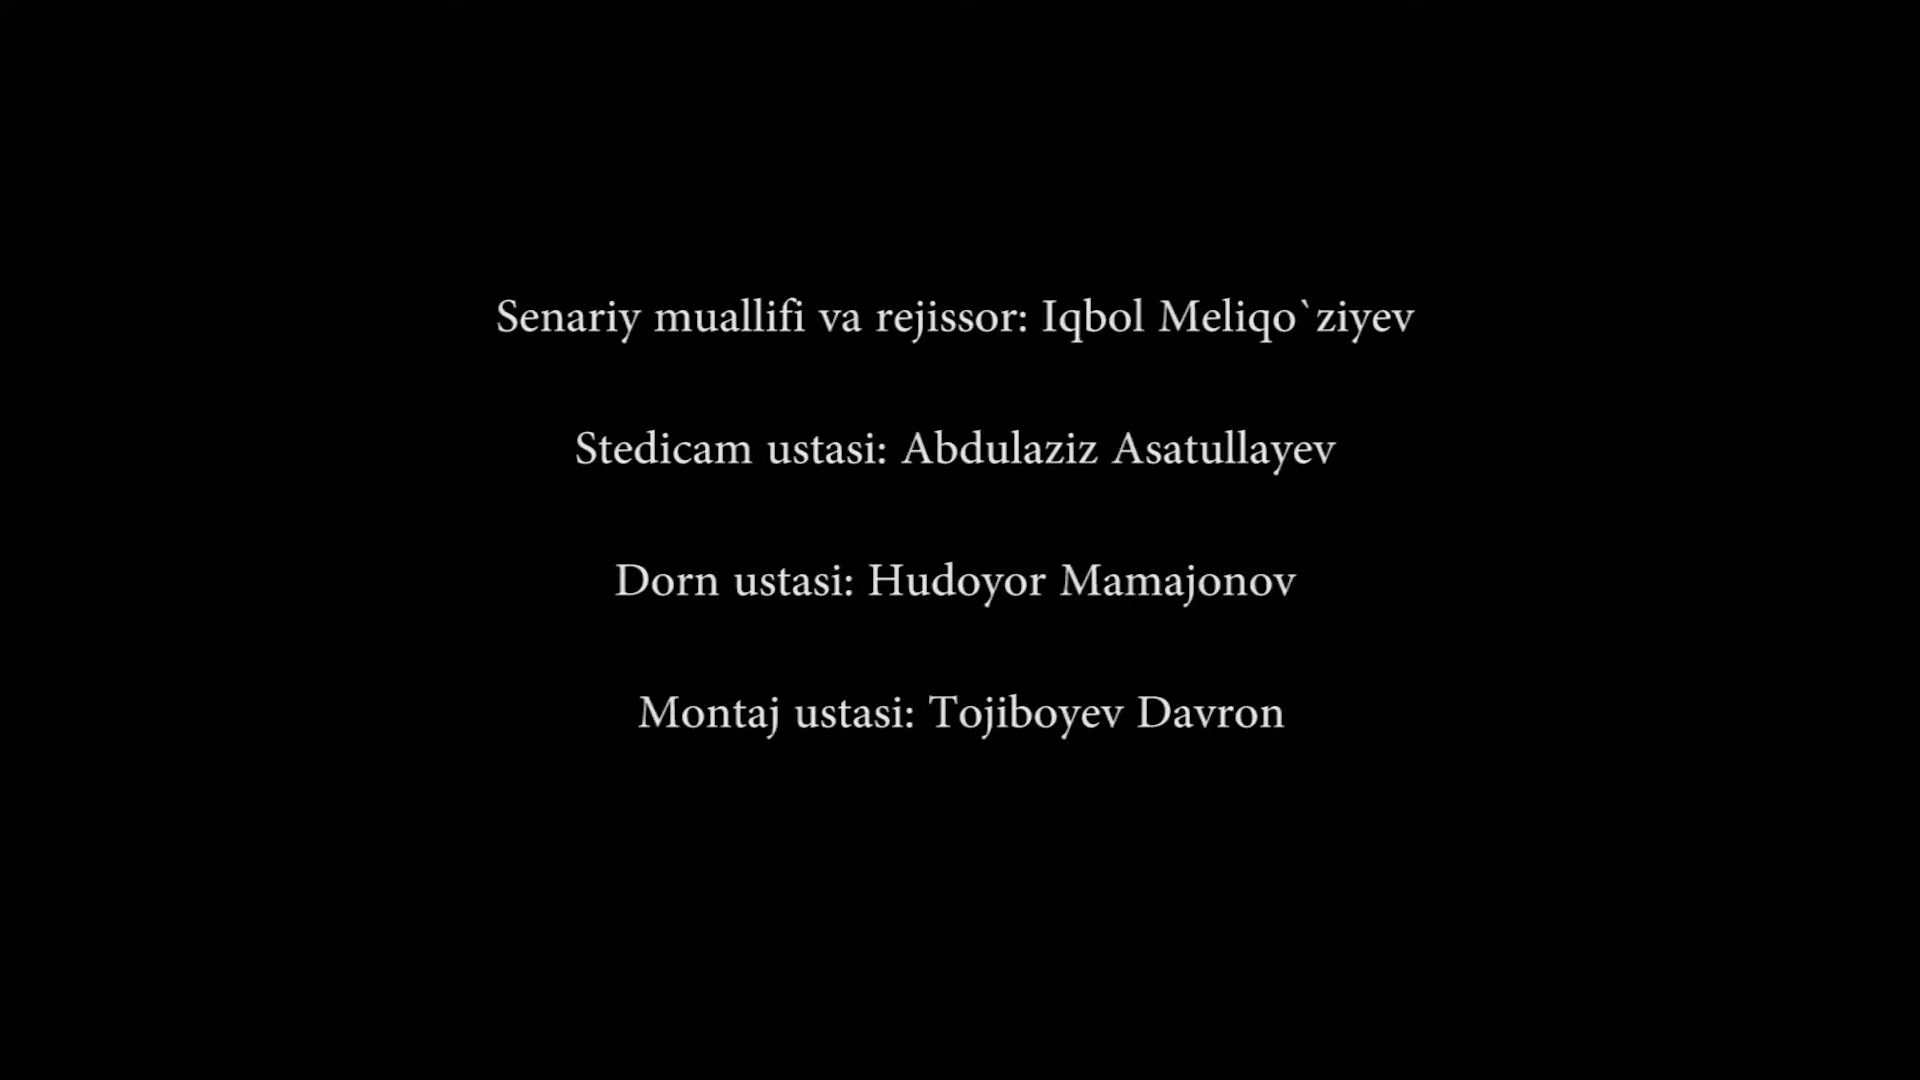 Senariy muallifi va rejissor: Iqbol Meliqo`ziyev
Stedicam ustasi: Abdulaziz Asatullayev
Dorn ustasi: Hudoyor Mamajonov
Montaj ustasi: Tojiboyev Davron